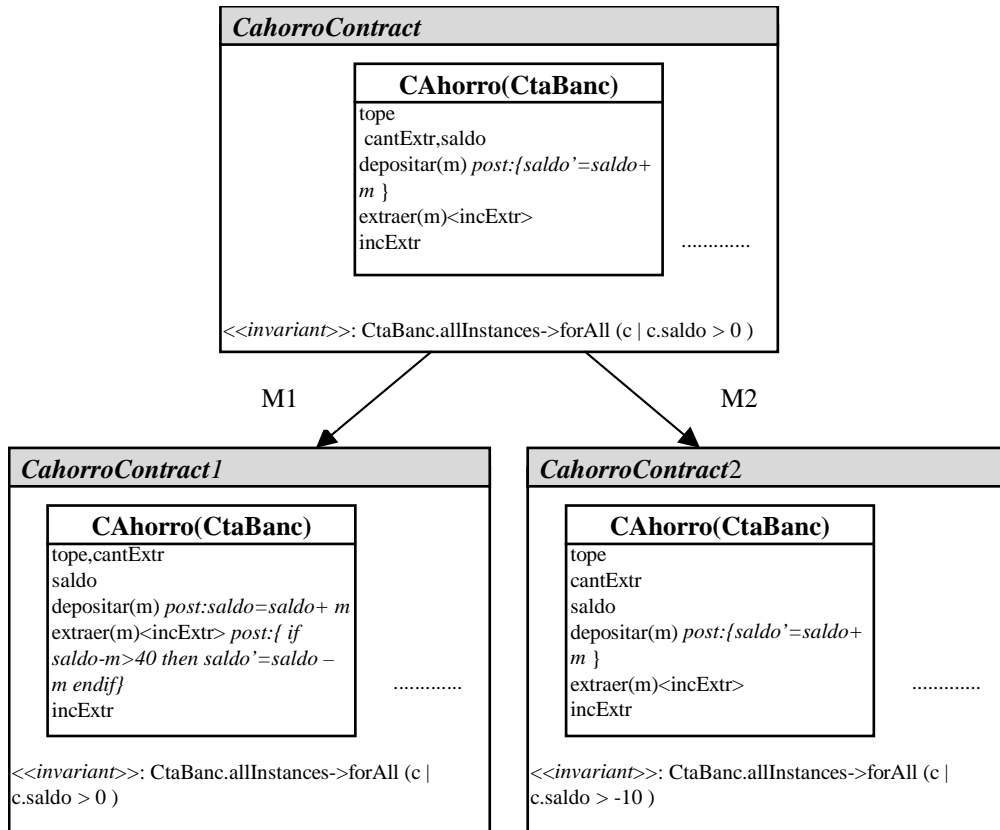 CahorroContract
CAhorro(CtaBanc)
tope
cantExtr,saldo
depositar(m) post:{saldo’=saldo+
m }
extraer(m)<incExtr>
incExtr
.............
<<invariant>>: CtaBanc.allInstances->forAll (c | c.saldo > 0 )
M1
M2
CahorroContract1
CAhorro(CtaBanc)
tope,cantExtr
saldo
depositar(m) post:saldo=saldo+ m
extraer(m)<incExtr> post:{ if
saldo-m>40 then saldo’=saldo –
m endif}
incExtr
.............
<<invariant>>: CtaBanc.allInstances->forAll (c |
c.saldo > 0 )
CahorroContract2
CAhorro(CtaBanc)
tope
cantExtr
saldo
depositar(m) post:{saldo’=saldo+
m }
extraer(m)<incExtr>
incExtr
.............
<<invariant>>: CtaBanc.allInstances->forAll (c |
c.saldo > -10 )